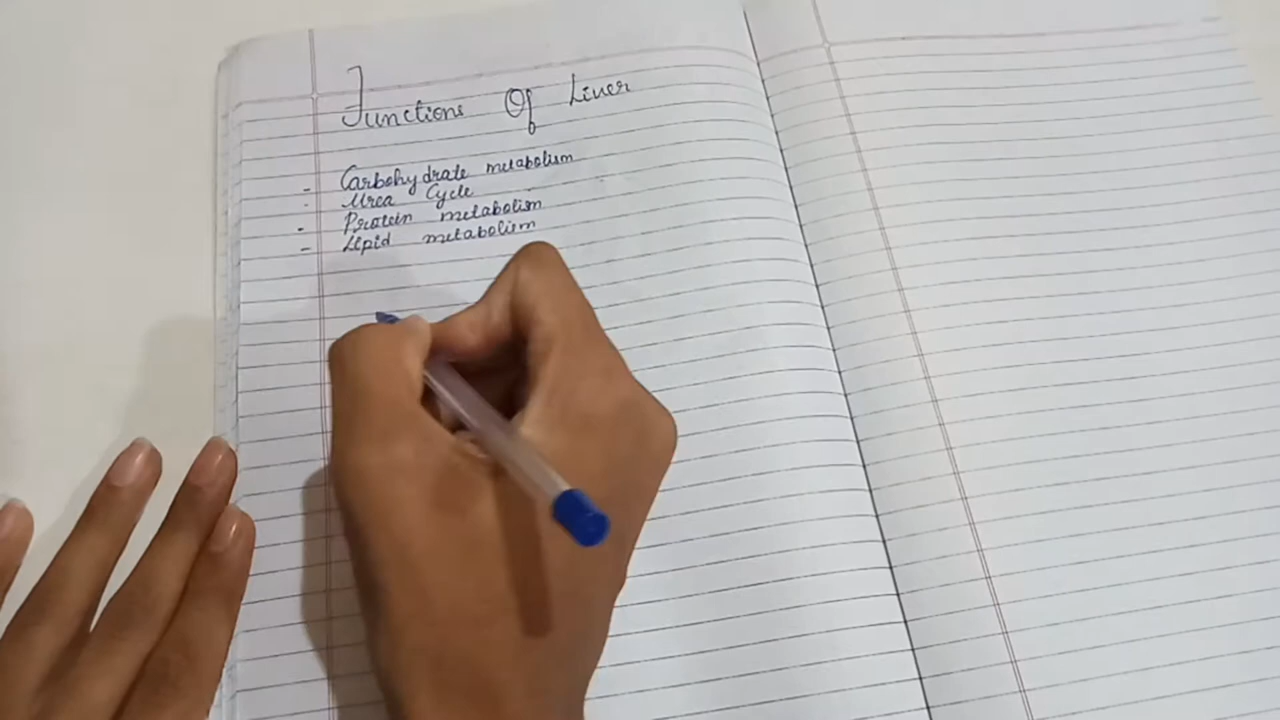 Functions Of Liver
- Carbohydrate metabolism
- Urea Cycle
- Protein metabolism
- Lipid metabolism